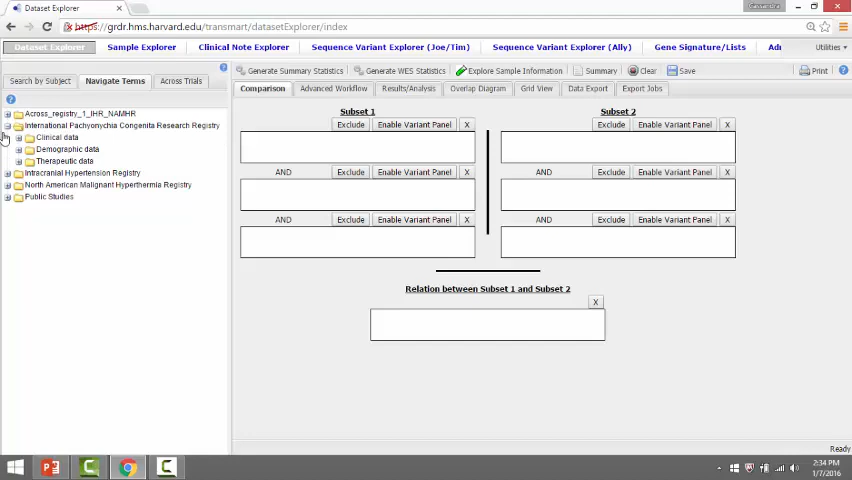 Dataset Explorer
Cassandra
https://grdr.hms.harvard.edu/transmart/datasetExplorer/index
Dataset Explorer Sample Explorer Clinical Note Explorer Sequence Variant Explorer (Joe/Tim) Sequence Variant Explorer (Ally) Gene Signature/Lists Ad Utilities
Search by Subject Navigate Terms Across Trials
Generate Summary Statistics Generate WES Statistics Explore Sample Information Summary Clear Save Print
Comparison Advanced Workflow Results/Analysis Overlap Diagram Grid View Data Export Export Jobs
Across_registry_1_IHR_NAMHR
International Pachyonychia Congenita Research Registry
Clinical data
Demographic data
Therapeutic data
Intracranial Hypertension Registry
North American Malignant Hyperthermia Registry
Public Studies
Subset 1 Subset 2
Exclude Enable Variant Panel X Exclude Enable Variant Panel X
AND Exclude Enable Variant Panel X AND Exclude Enable Variant Panel X
AND Exclude Enable Variant Panel X AND Exclude Enable Variant Panel X
Relation between Subset 1 and Subset 2
X
Ready
2:34 PM
1/7/2016